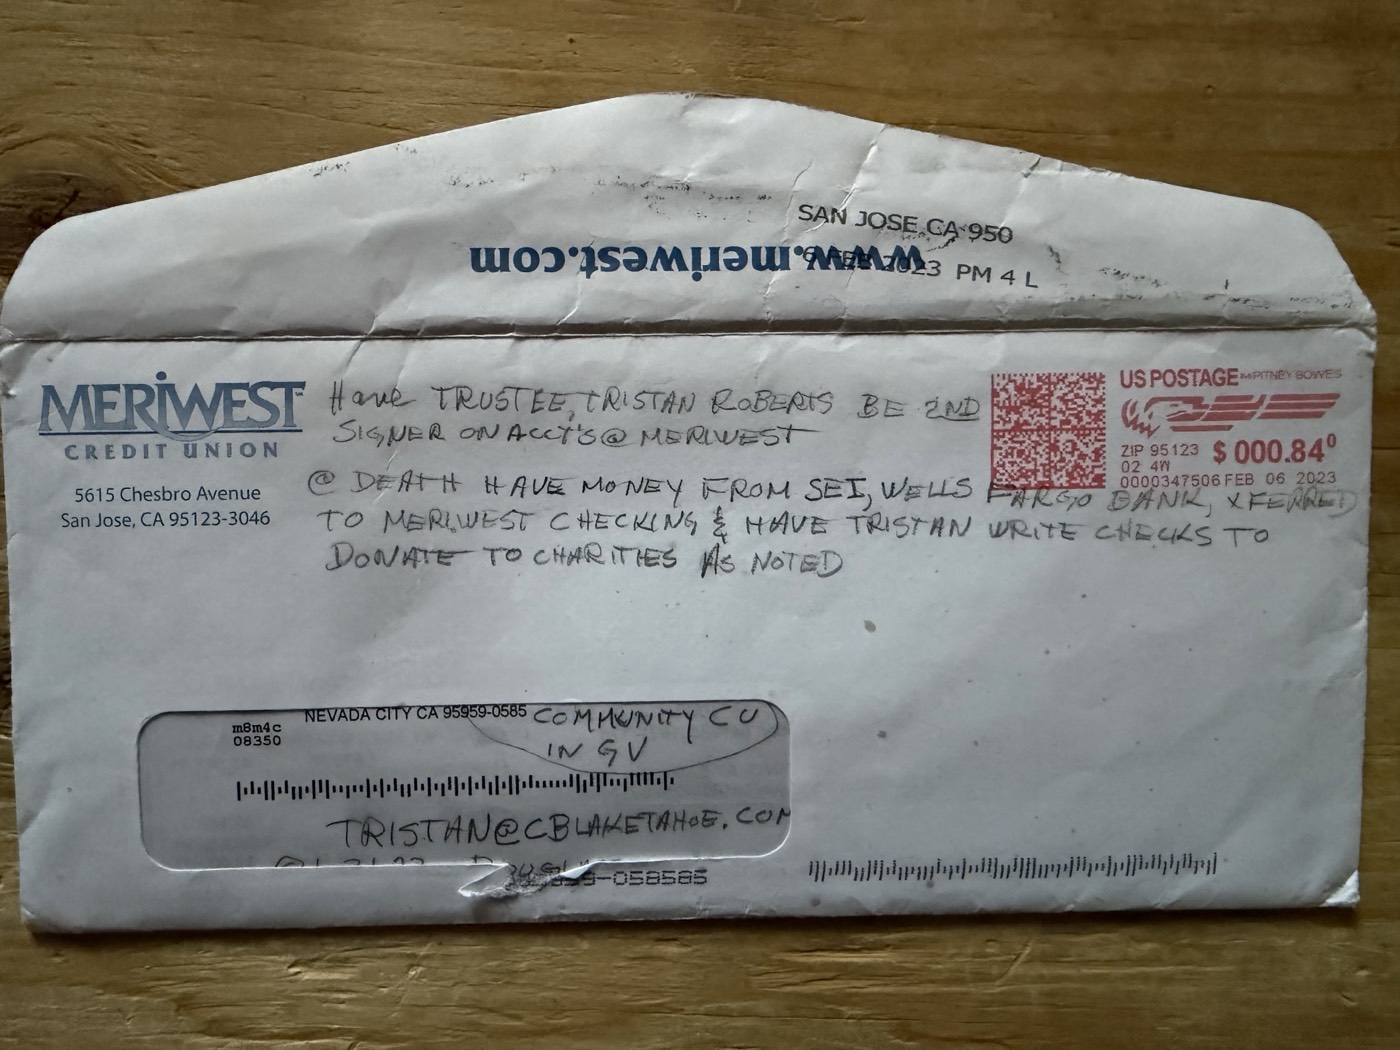 SAN JOSE CA 950
6 FEB 2023 PM 4 L
www.meriwest.com
MERIWEST
CREDIT UNION
5615 Chesbro Avenue
San Jose, CA 95123-3046
Have TRUSTEE, TRISTAN ROBERTS BE 2ND
SIGNER ON ACCT'S @ MERIWEST
@ DEATH HAVE MONEY FROM SEI, WELLS FARGO BANK, XFERRED
TO MERIWEST CHECKING & HAVE TRISTAN WRITE CHECKS TO
DONATE TO CHARITIES AS NOTED
US POSTAGE PITNEY BOWES
ZIP 95123 $ 000.84⁰
02 4W
0000347506 FEB 06 2023
NEVADA CITY CA 95959-0585
m8m4c
08350
COMMUNITY CU
IN GV
TRISTAN@CBLAKETAHOE.COM
-058585